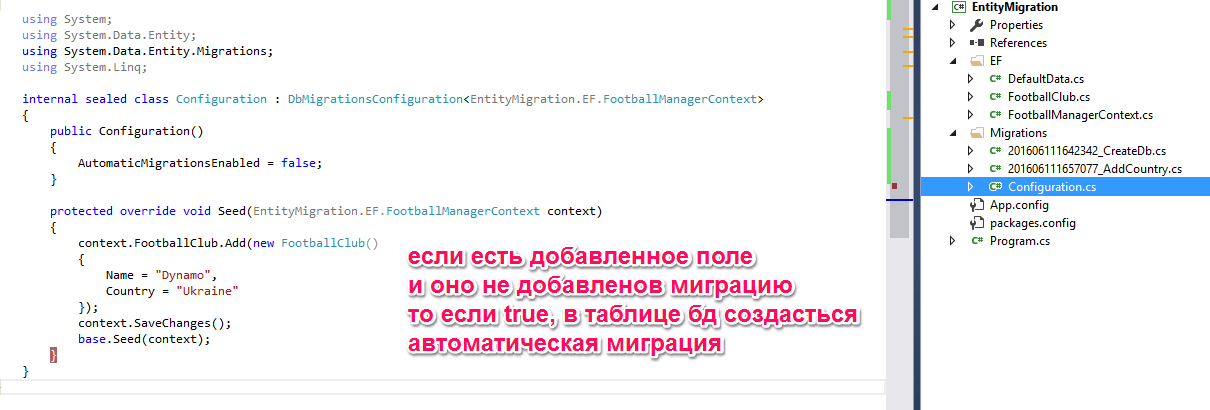 using System;
using System.Data.Entity;
using System.Data.Entity.Migrations;
using System.Linq;
internal sealed class Configuration : DbMigrationsConfiguration<EntityMigration.EF.FootballManagerContext>
{
public Configuration()
{
AutomaticMigrationsEnabled = false;
}
protected override void Seed(EntityMigration.EF.FootballManagerContext context)
{
context.FootballClub.Add(new FootballClub()
{
Name = "Dynamo",
Country = "Ukraine"
});
context.SaveChanges();
base.Seed(context);
}
}
если есть добавленное поле
и оно не добавленов миграцию
то если true, в таблице бд создасться
автоматическая миграция
EntityMigration
Properties
References
EF
C# DefaultData.cs
C# FootballClub.cs
C# FootballManagerContext.cs
Migrations
C# 201606111642342_CreateDb.cs
C# 201606111657077_AddCountry.cs
C# Configuration.cs
App.config
packages.config
C# Program.cs